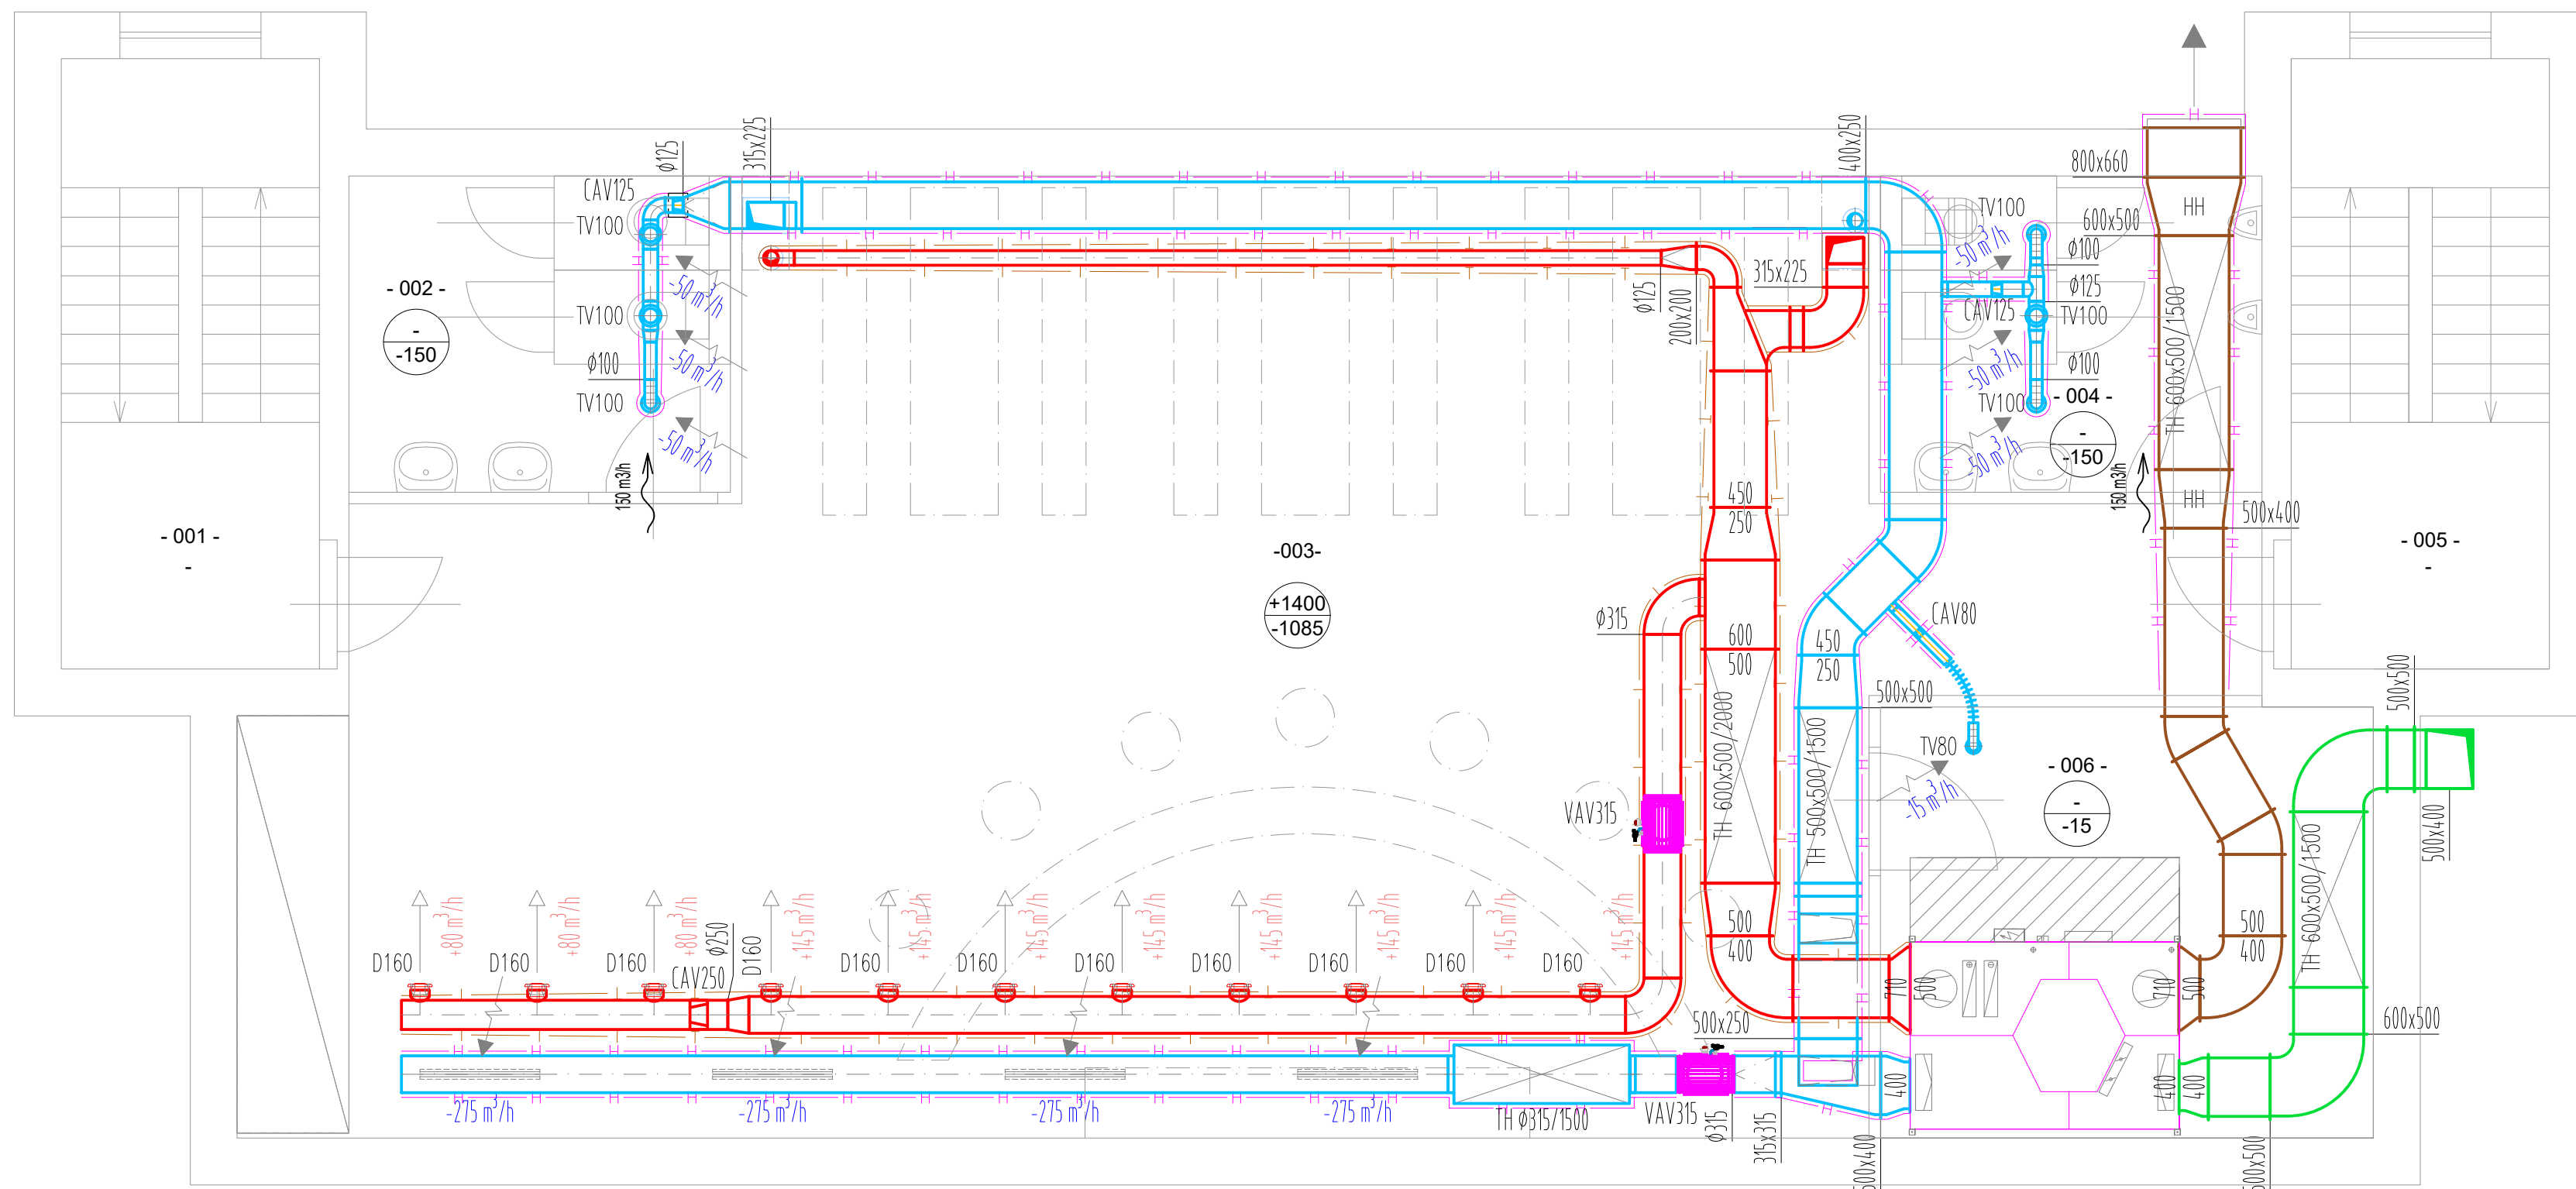 CAV125
ϕ125
315x225
400x250
800x660
TV100
600x500
HH
-50 m³/h
ϕ100
- 002 -
-
-150
TV100
-50 m³/h
ϕ100
TV100
-50 m³/h
150 m3/h
315x225
ϕ125
200x200
TV100
-50 m³/h
ϕ125
CAV125
TV100
-50 m³/h
ϕ100
TV100
-50 m³/h
- 004 -
-
-150
150 m3/h
TH 600x500/1500
HH
500x400
- 001 -
-
-003-
+1400
-1085
450
250
- 005 -
-
ϕ315
600
500
450
250
CAV80
500x500
500x500
TH 600x500/2000
TH 500x500/1500
VAV315
TV80
-15 m³/h
- 006 -
-
-15
TH 600x500/1500
500x400
+80 m³/h
+80 m³/h
+80 m³/h
+145 m³/h
+145 m³/h
+145 m³/h
+145 m³/h
+145 m³/h
+145 m³/h
+145 m³/h
+145 m³/h
500
400
500
400
D160
D160
D160
CAV250
ϕ250
D160
D160
D160
D160
D160
D160
D160
D160
710
500
710
500
500x250
600x500
400
400
400
-275 m³/h
-275 m³/h
-275 m³/h
-275 m³/h
TH ϕ315/1500
VAV315
ϕ315
315x315